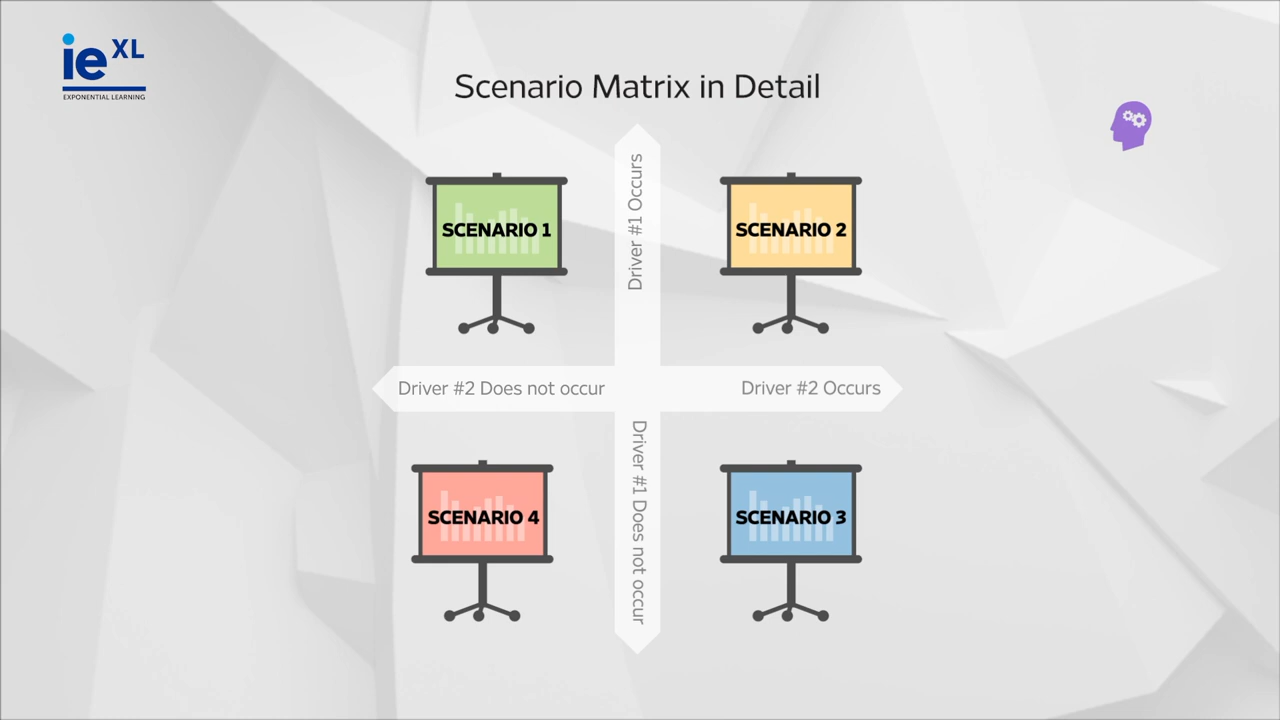 ie XL
EXPONENTIAL LEARNING
Scenario Matrix in Detail
Driver #1 Occurs
SCENARIO 1
SCENARIO 2
Driver #2 Does not occur
Driver #2 Occurs
Driver #1 Does not occur
SCENARIO 4
SCENARIO 3